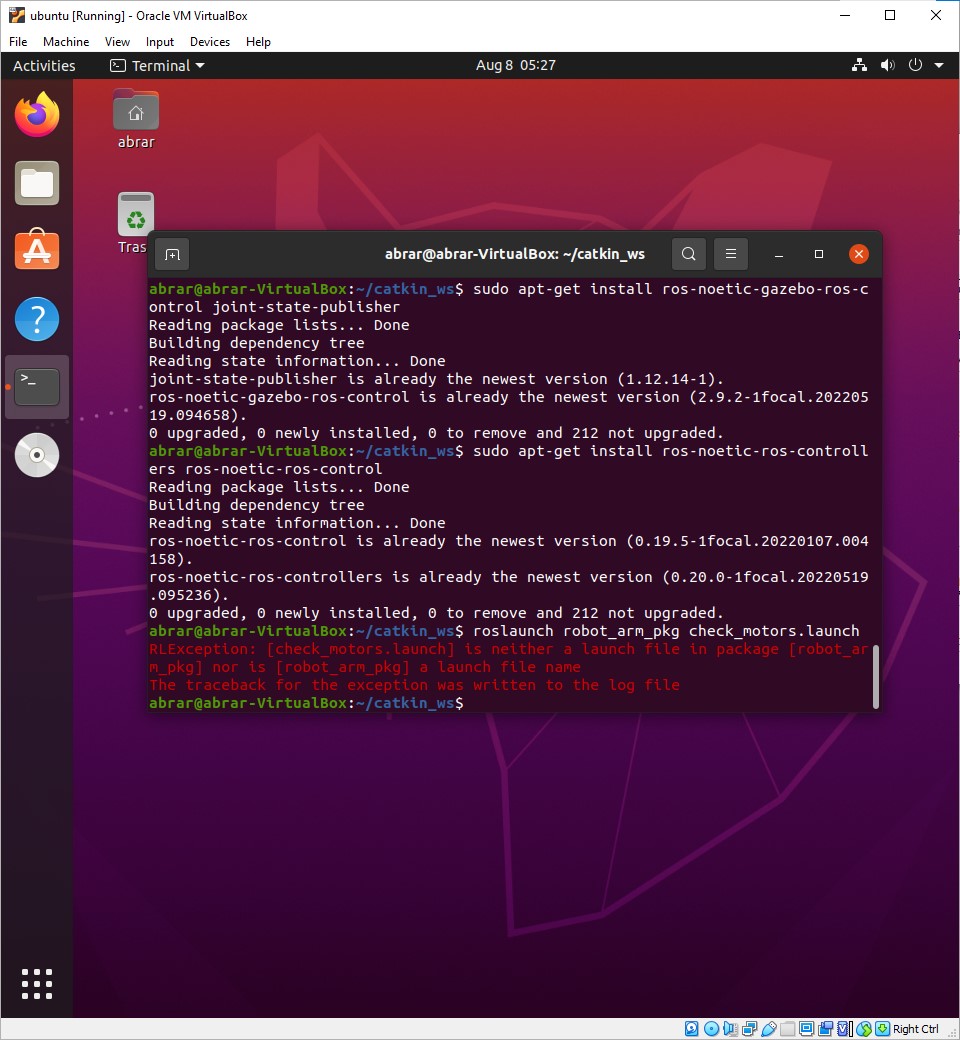 ubuntu [Running] - Oracle VM VirtualBox
File Machine View Input Devices Help
Activities Terminal Aug 8 05:27
abrar
Tras
abrar@abrar-VirtualBox: ~/catkin_ws
abrar@abrar-VirtualBox:~/catkin_ws$ sudo apt-get install ros-noetic-gazebo-ros-c
ontrol joint-state-publisher
Reading package lists... Done
Building dependency tree
Reading state information... Done
joint-state-publisher is already the newest version (1.12.14-1).
ros-noetic-gazebo-ros-control is already the newest version (2.9.2-1focal.202205
19.094658).
0 upgraded, 0 newly installed, 0 to remove and 212 not upgraded.
abrar@abrar-VirtualBox:~/catkin_ws$ sudo apt-get install ros-noetic-ros-controll
ers ros-noetic-ros-control
Reading package lists... Done
Building dependency tree
Reading state information... Done
ros-noetic-ros-control is already the newest version (0.19.5-1focal.20220107.004
158).
ros-noetic-ros-controllers is already the newest version (0.20.0-1focal.20220519
.095236).
0 upgraded, 0 newly installed, 0 to remove and 212 not upgraded.
abrar@abrar-VirtualBox:~/catkin_ws$ roslaunch robot_arm_pkg check_motors.launch
RLException: [check_motors.launch] is neither a launch file in package [robot_ar
m_pkg] nor is [robot_arm_pkg] a launch file name
The traceback for the exception was written to the log file
abrar@abrar-VirtualBox:~/catkin_ws$
Right Ctrl